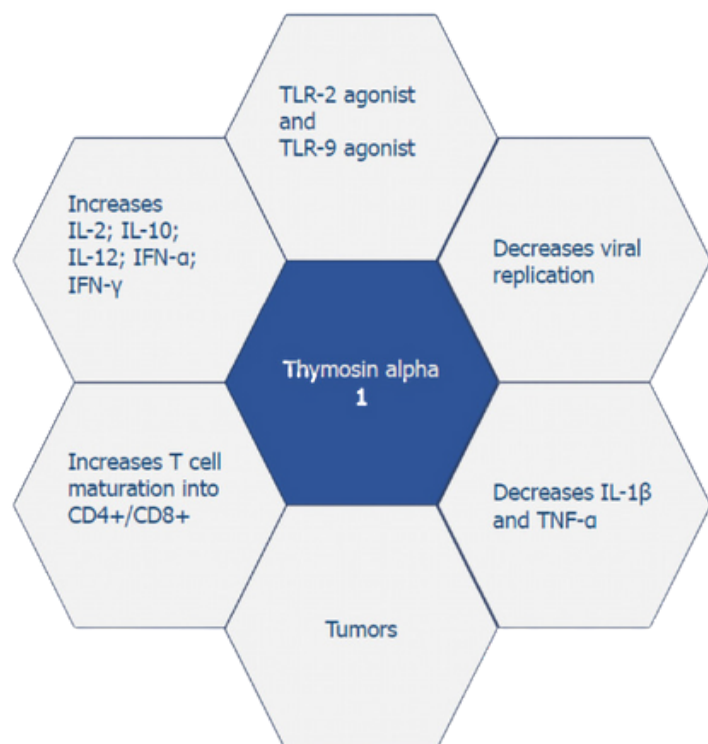 TLR-2 agonist
and
TLR-9 agonist
Increases
IL-2; IL-10;
IL-12; IFN-α;
IFN-γ
Decreases viral
replication
Thymosin alpha
1
Increases T cell
maturation into
CD4+/CD8+
Decreases IL-1β
and TNF-α
Tumors